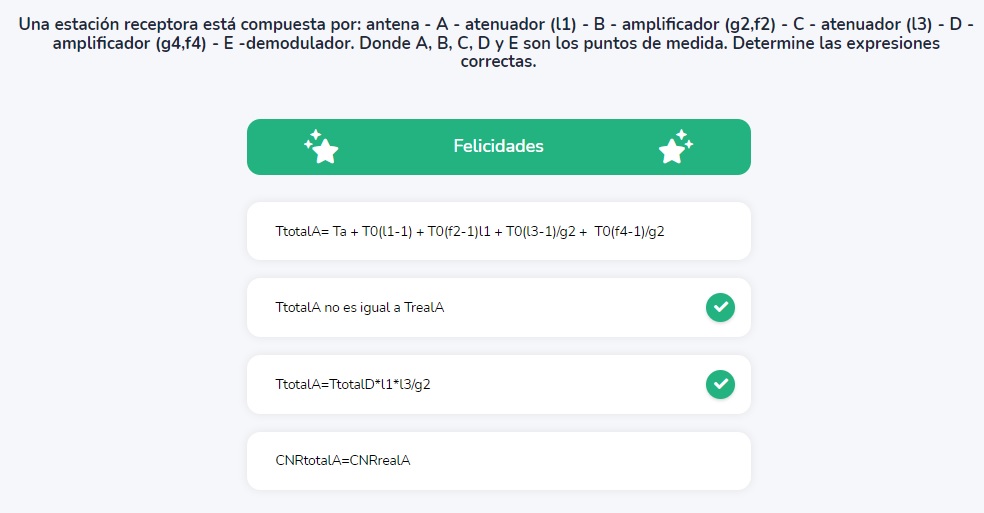 Una estación receptora está compuesta por: antena - A - atenuador (l1) - B - amplificador (g2,f2) - C - atenuador (l3) - D -
amplificador (g4,f4) - E -demodulador. Donde A, B, C, D y E son los puntos de medida. Determine las expresiones
correctas.
Felicidades
TtotalA= Ta + T0(l1-1) + T0(f2-1)l1 + T0(l3-1)/g2 +  T0(f4-1)/g2
TtotalA no es igual a TrealA
TtotalA=TtotalD*l1*l3/g2
CNRtotalA=CNRrealA